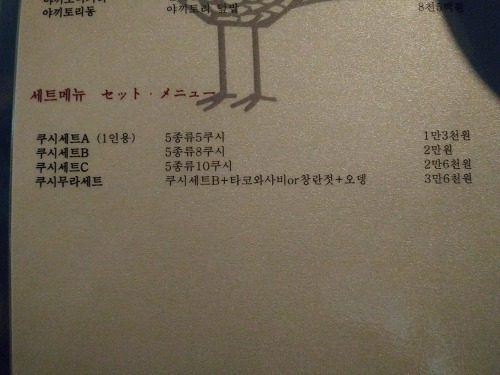 야끼토리동 야끼토리 덮밥 8천5백원
세트메뉴 セット・メニュー
쿠시세트A (1인용) 5종류5쿠시 1만3천원
쿠시세트B 5종류8쿠시 2만원
쿠시세트C 5종류10쿠시 2만6천원
쿠시무라세트 쿠시세트B+타코와사비or창란젓+오뎅 3만6천원